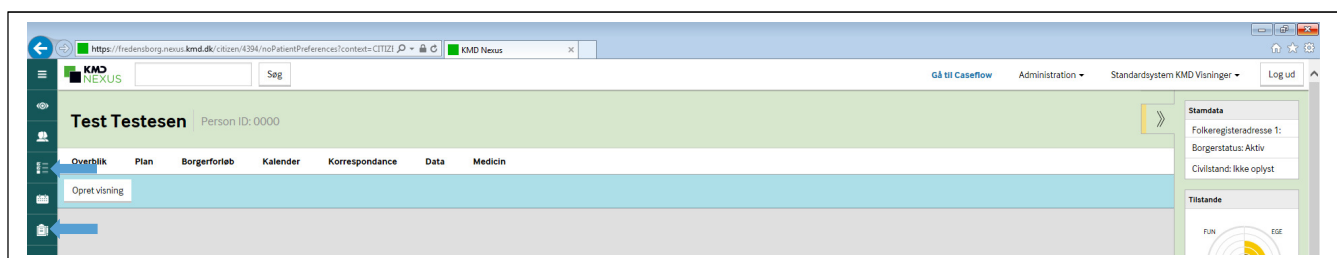 https://fredensborg.nexus.kmd.dk/citizen/4394/noPatientPreferences?context=CITIZI
KMD Nexus
KMD
NEXUS
Søg
Gå til Caseflow
Administration
Standardsystem KMD Visninger
Log ud
Test Testesen
Person ID: 0000
Overblik
Plan
Borgerforløb
Kalender
Korrespondance
Data
Medicin
Opret visning
Stamdata
Folkeregisteradresse 1:
Borgerstatus: Aktiv
Civilstand: Ikke oplyst
Tilstande
FUN
EGE